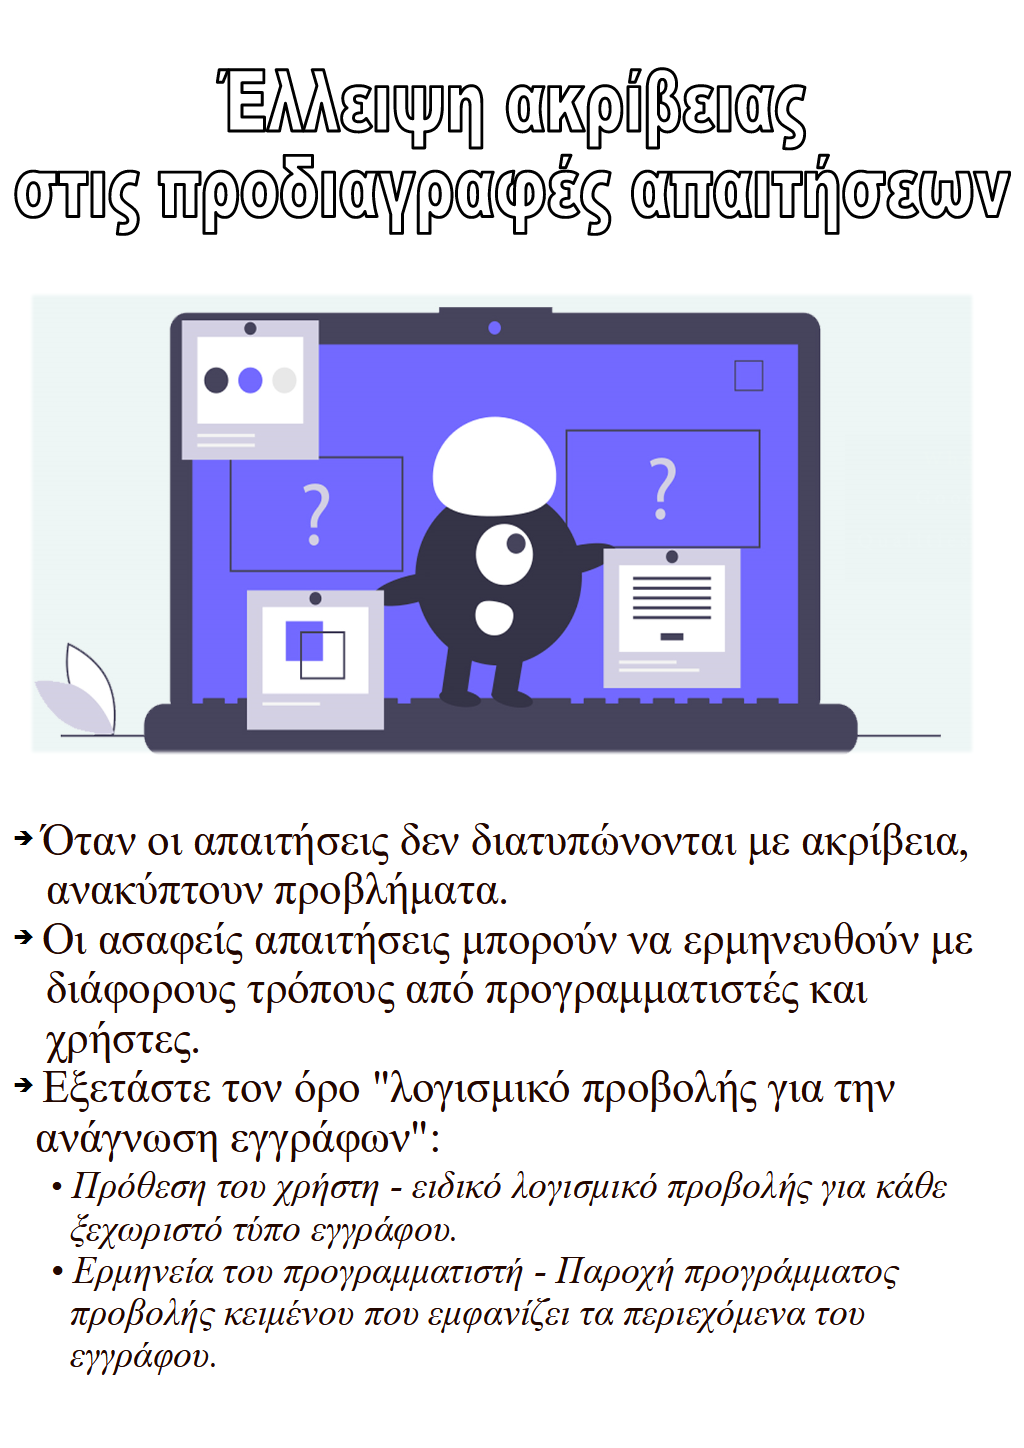 Έλλειψη ακρίβειας
στις προδιαγραφές απαιτήσεων
?
?
➔ Όταν οι απαιτήσεις δεν διατυπώνονται με ακρίβεια,
ανακύπτουν προβλήματα.
➔ Οι ασαφείς απαιτήσεις μπορούν να ερμηνευθούν με
διάφορους τρόπους από προγραμματιστές και
χρήστες.
➔ Εξετάστε τον όρο "λογισμικό προβολής για την
ανάγνωση εγγράφων":
• Πρόθεση του χρήστη - ειδικό λογισμικό προβολής για κάθε
ξεχωριστό τύπο εγγράφου.
• Ερμηνεία του προγραμματιστή - Παροχή προγράμματος
προβολής κειμένου που εμφανίζει τα περιεχόμενα του
εγγράφου.